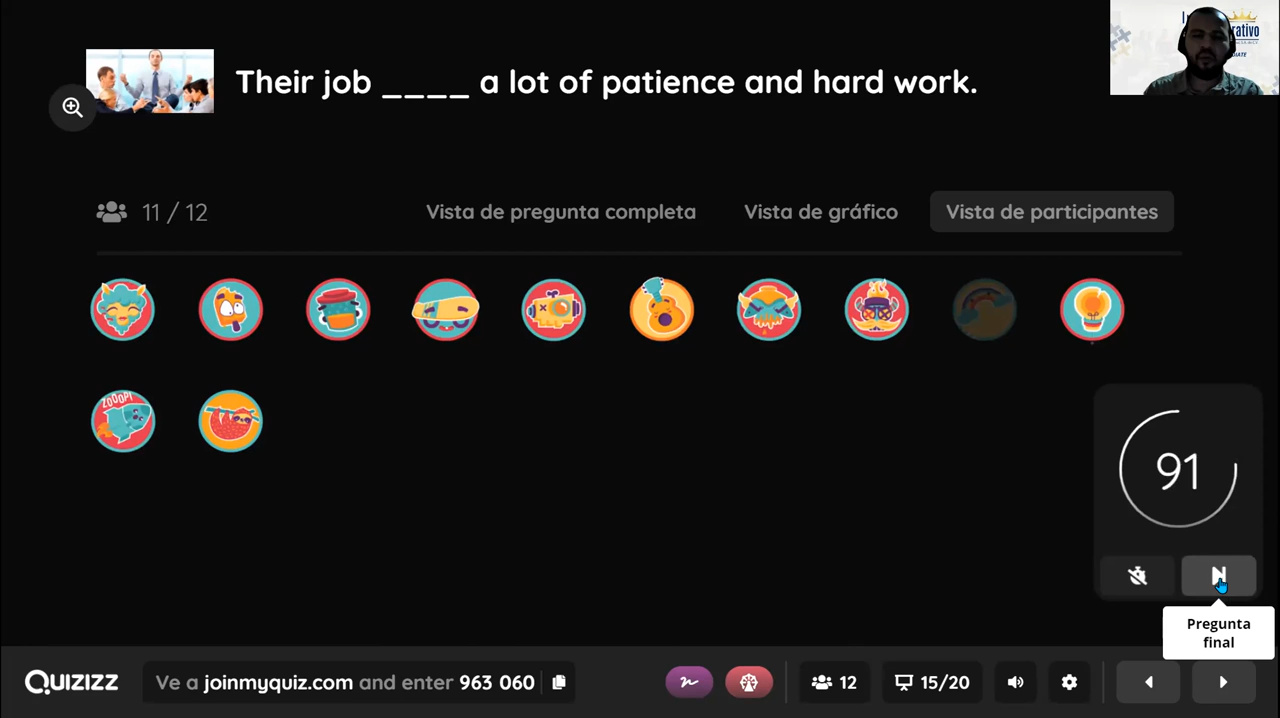 Their job ____ a lot of patience and hard work.
11 / 12
Vista de pregunta completa
Vista de gráfico
Vista de participantes
ZOOOP!
91
Pregunta
final
QUIZIZZ
Ve a joinmyquiz.com and enter 963 060
12
15/20